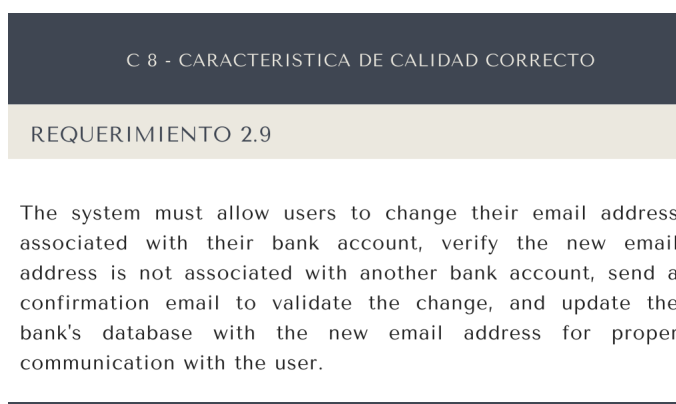 C 8 - CARACTERISTICA DE CALIDAD CORRECTO
REQUERIMIENTO 2.9
The system must allow users to change their email address
associated with their bank account, verify the new email
address is not associated with another bank account, send a
confirmation email to validate the change, and update the
bank's database with the new email address for proper
communication with the user.